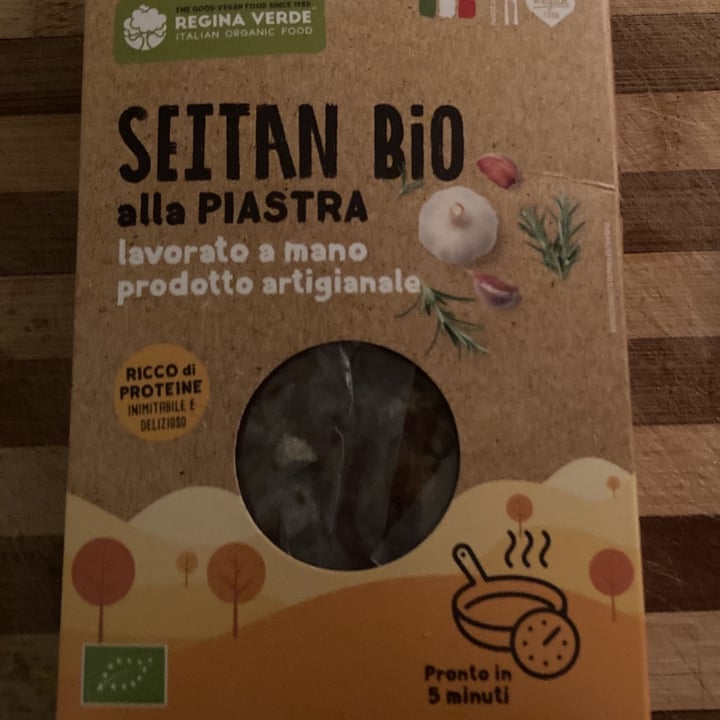 THE GOOD VEGAN FOOD SINCE 1985
REGINA VERDE
ITALIAN ORGANIC FOOD
SEITAN BiO
alla PIASTRA
lavorato a mano
prodotto artigianale
RICCO di
PROTEINE
INIMITABILE E
DELIZIOSO
Pronto in
5 minuti